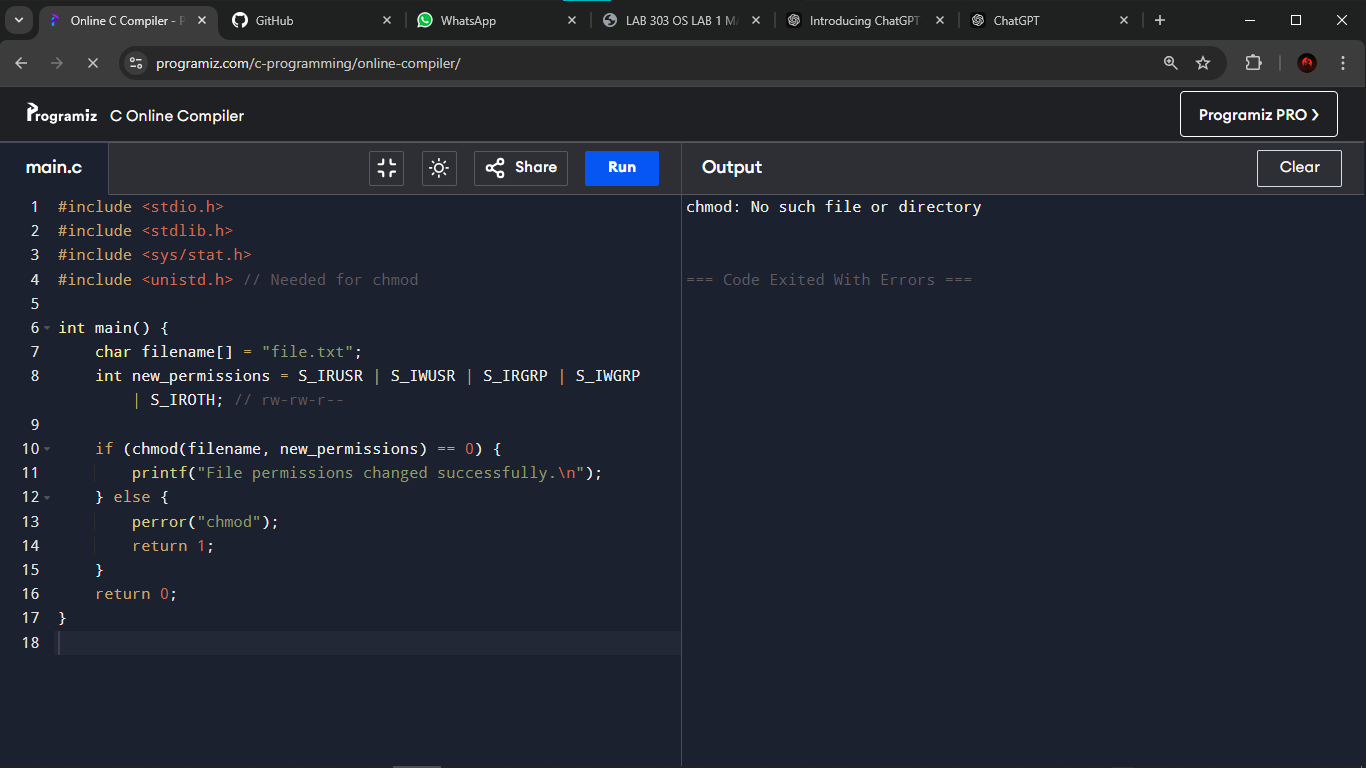 Online C Compiler - P
GitHub
WhatsApp
LAB 303 OS LAB 1 MA
Introducing ChatGPT
ChatGPT
programiz.com/c-programming/online-compiler/
Programiz C Online Compiler
Programiz PRO ❯
main.c
Share
Run
Output
Clear
1 #include <stdio.h>
2 #include <stdlib.h>
3 #include <sys/stat.h>
4 #include <unistd.h> // Needed for chmod
5
6 int main() {
7     char filename[] = "file.txt";
8     int new_permissions = S_IRUSR | S_IWUSR | S_IRGRP | S_IWGRP
        | S_IROTH; // rw-rw-r--
9
10     if (chmod(filename, new_permissions) == 0) {
11         printf("File permissions changed successfully.\n");
12     } else {
13         perror("chmod");
14         return 1;
15     }
16     return 0;
17 }
18
chmod: No such file or directory
=== Code Exited With Errors ===